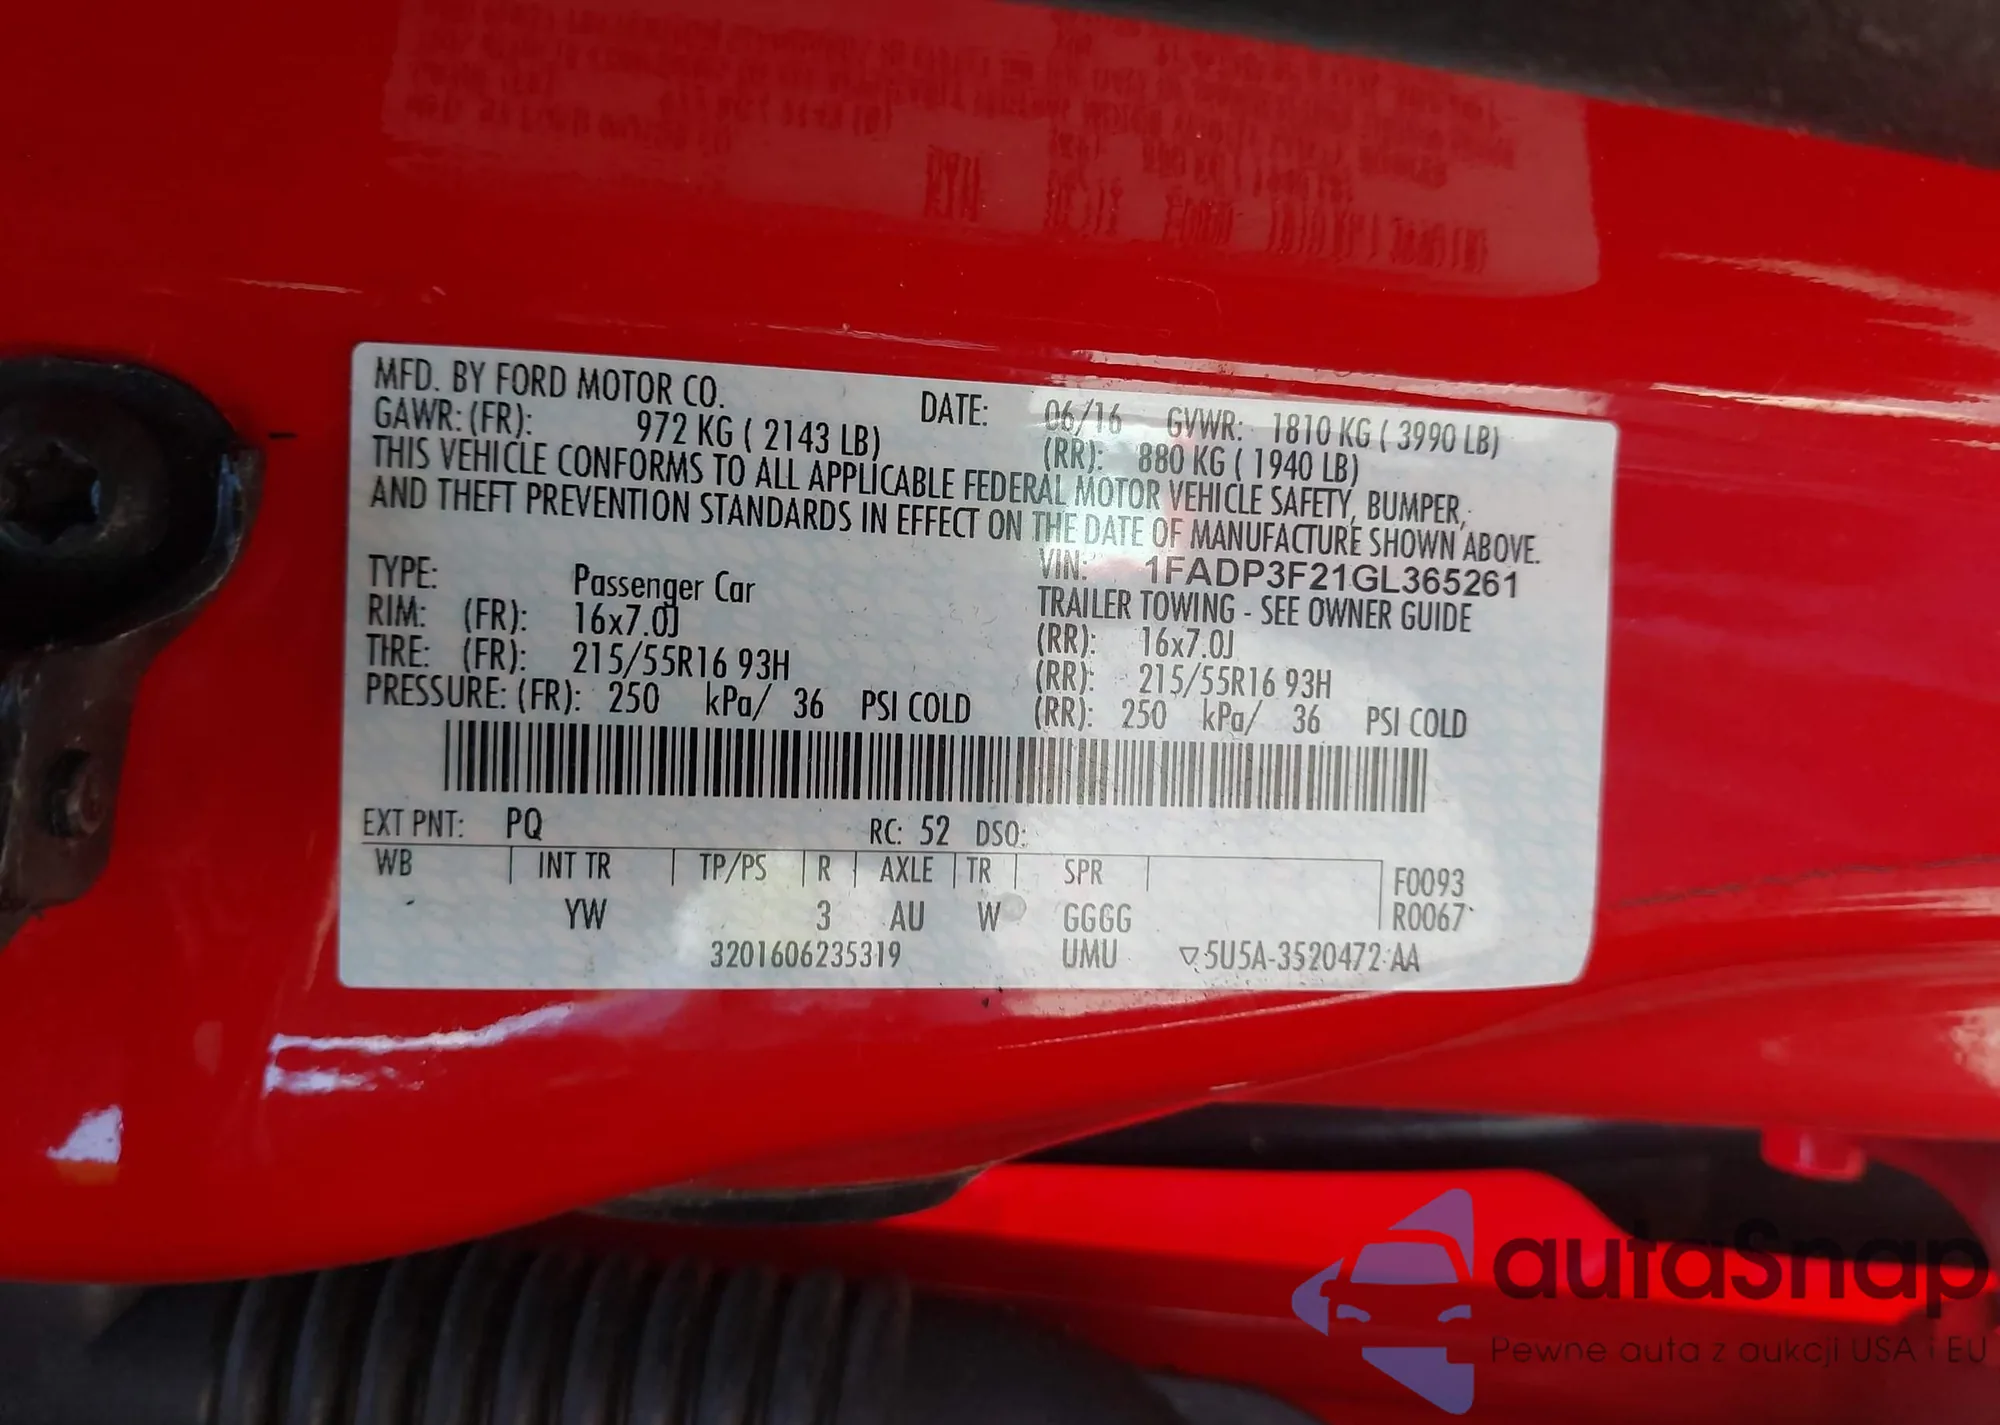 MFD. BY FORD MOTOR CO. DATE: 06/16 GVWR: 1810 KG ( 3990 LB)
GAWR: (FR): 972 KG ( 2143 LB) (RR): 880 KG ( 1940 LB)
THIS VEHICLE CONFORMS TO ALL APPLICABLE FEDERAL MOTOR VEHICLE SAFETY, BUMPER,
AND THEFT PREVENTION STANDARDS IN EFFECT ON THE DATE OF MANUFACTURE SHOWN ABOVE.
VIN: 1FADP3F21GL365261
TYPE: Passenger Car TRAILER TOWING - SEE OWNER GUIDE
RIM: (FR): 16x7.0J (RR): 16x7.0J
TIRE: (FR): 215/55R16 93H (RR): 215/55R16 93H
PRESSURE: (FR): 250 kPa/ 36 PSI COLD (RR): 250 kPa/ 36 PSI COLD
EXT PNT: PQ RC: 52 DSO:
WB INT TR TP/PS R AXLE TR SPR F0093
YW 3 AU W GGGG R0067
3201606235319 UMU ▽5U5A-3520472-AA
autaSnap
Pewne auta z aukcji USA i EU